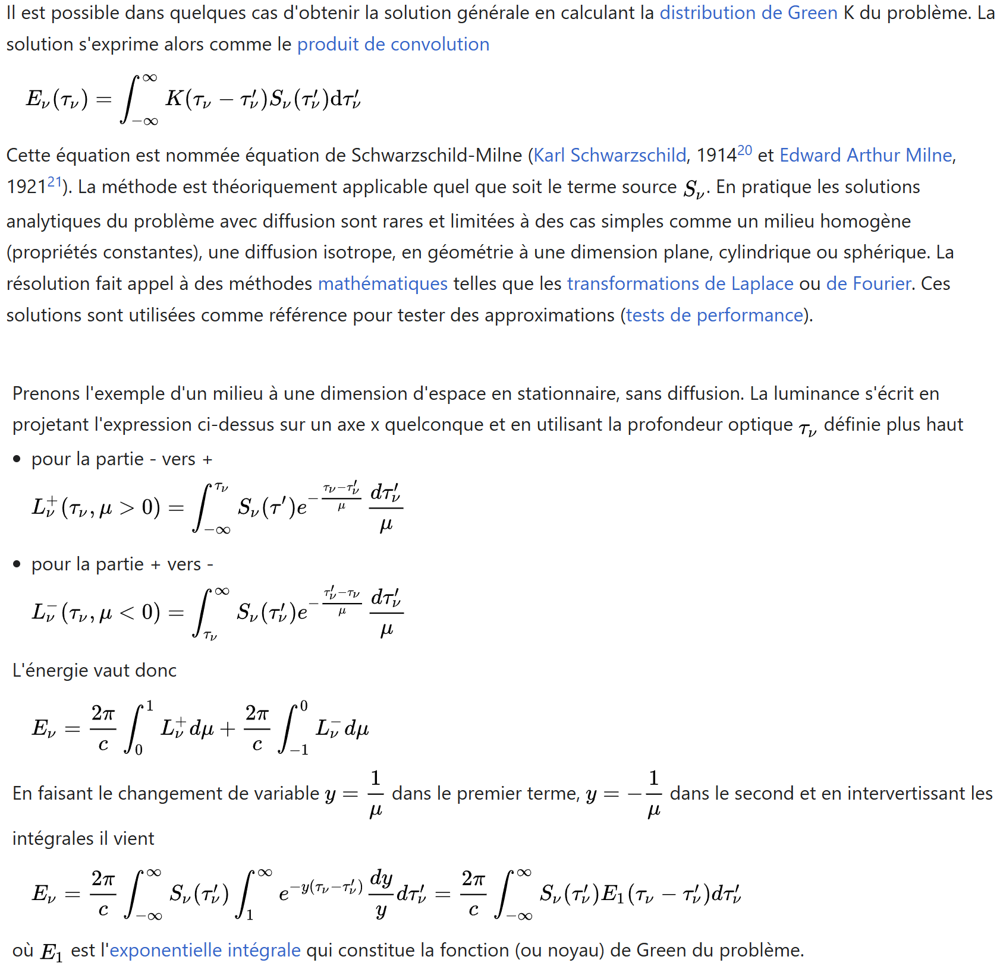 Il est possible dans quelques cas d'obtenir la solution générale en calculant la distribution de Green K du problème. La
solution s'exprime alors comme le produit de convolution
$E_\nu(\tau_\nu) = \int_{-\infty}^{\infty} K(\tau_\nu - \tau'_\nu) S_\nu(\tau'_\nu) \mathrm{d}\tau'_\nu$
Cette équation est nommée équation de Schwarzschild-Milne (Karl Schwarzschild, 1914²⁰ et Edward Arthur Milne,
1921²¹). La méthode est théoriquement applicable quel que soit le terme source $S_\nu$. En pratique les solutions
analytiques du problème avec diffusion sont rares et limitées à des cas simples comme un milieu homogène
(propriétés constantes), une diffusion isotrope, en géométrie à une dimension plane, cylindrique ou sphérique. La
résolution fait appel à des méthodes mathématiques telles que les transformations de Laplace ou de Fourier. Ces
solutions sont utilisées comme référence pour tester des approximations (tests de performance).
Prenons l'exemple d'un milieu à une dimension d'espace en stationnaire, sans diffusion. La luminance s'écrit en
projetant l'expression ci-dessus sur un axe x quelconque et en utilisant la profondeur optique $\tau_\nu$ définie plus haut
• pour la partie - vers +
$L_\nu^+(\tau_\nu, \mu > 0) = \int_{-\infty}^{\tau_\nu} S_\nu(\tau') e^{-\frac{\tau_\nu - \tau'_\nu}{\mu}} \frac{d\tau'_\nu}{\mu}$
• pour la partie + vers -
$L_\nu^-(\tau_\nu, \mu < 0) = \int_{\tau_\nu}^{\infty} S_\nu(\tau'_\nu) e^{-\frac{\tau'_\nu - \tau_\nu}{\mu}} \frac{d\tau'_\nu}{\mu}$
L'énergie vaut donc
$E_\nu = \frac{2\pi}{c} \int_0^1 L_\nu^+ d\mu + \frac{2\pi}{c} \int_{-1}^0 L_\nu^- d\mu$
En faisant le changement de variable $y = \frac{1}{\mu}$ dans le premier terme, $y = -\frac{1}{\mu}$ dans le second et en intervertissant les
intégrales il vient
$E_\nu = \frac{2\pi}{c} \int_{-\infty}^{\infty} S_\nu(\tau'_\nu) \int_1^{\infty} e^{-y(\tau_\nu - \tau'_\nu)} \frac{dy}{y} d\tau'_\nu = \frac{2\pi}{c} \int_{-\infty}^{\infty} S_\nu(\tau'_\nu) E_1(\tau_\nu - \tau'_\nu) d\tau'_\nu$
où $E_1$ est l'exponentielle intégrale qui constitue la fonction (ou noyau) de Green du problème.